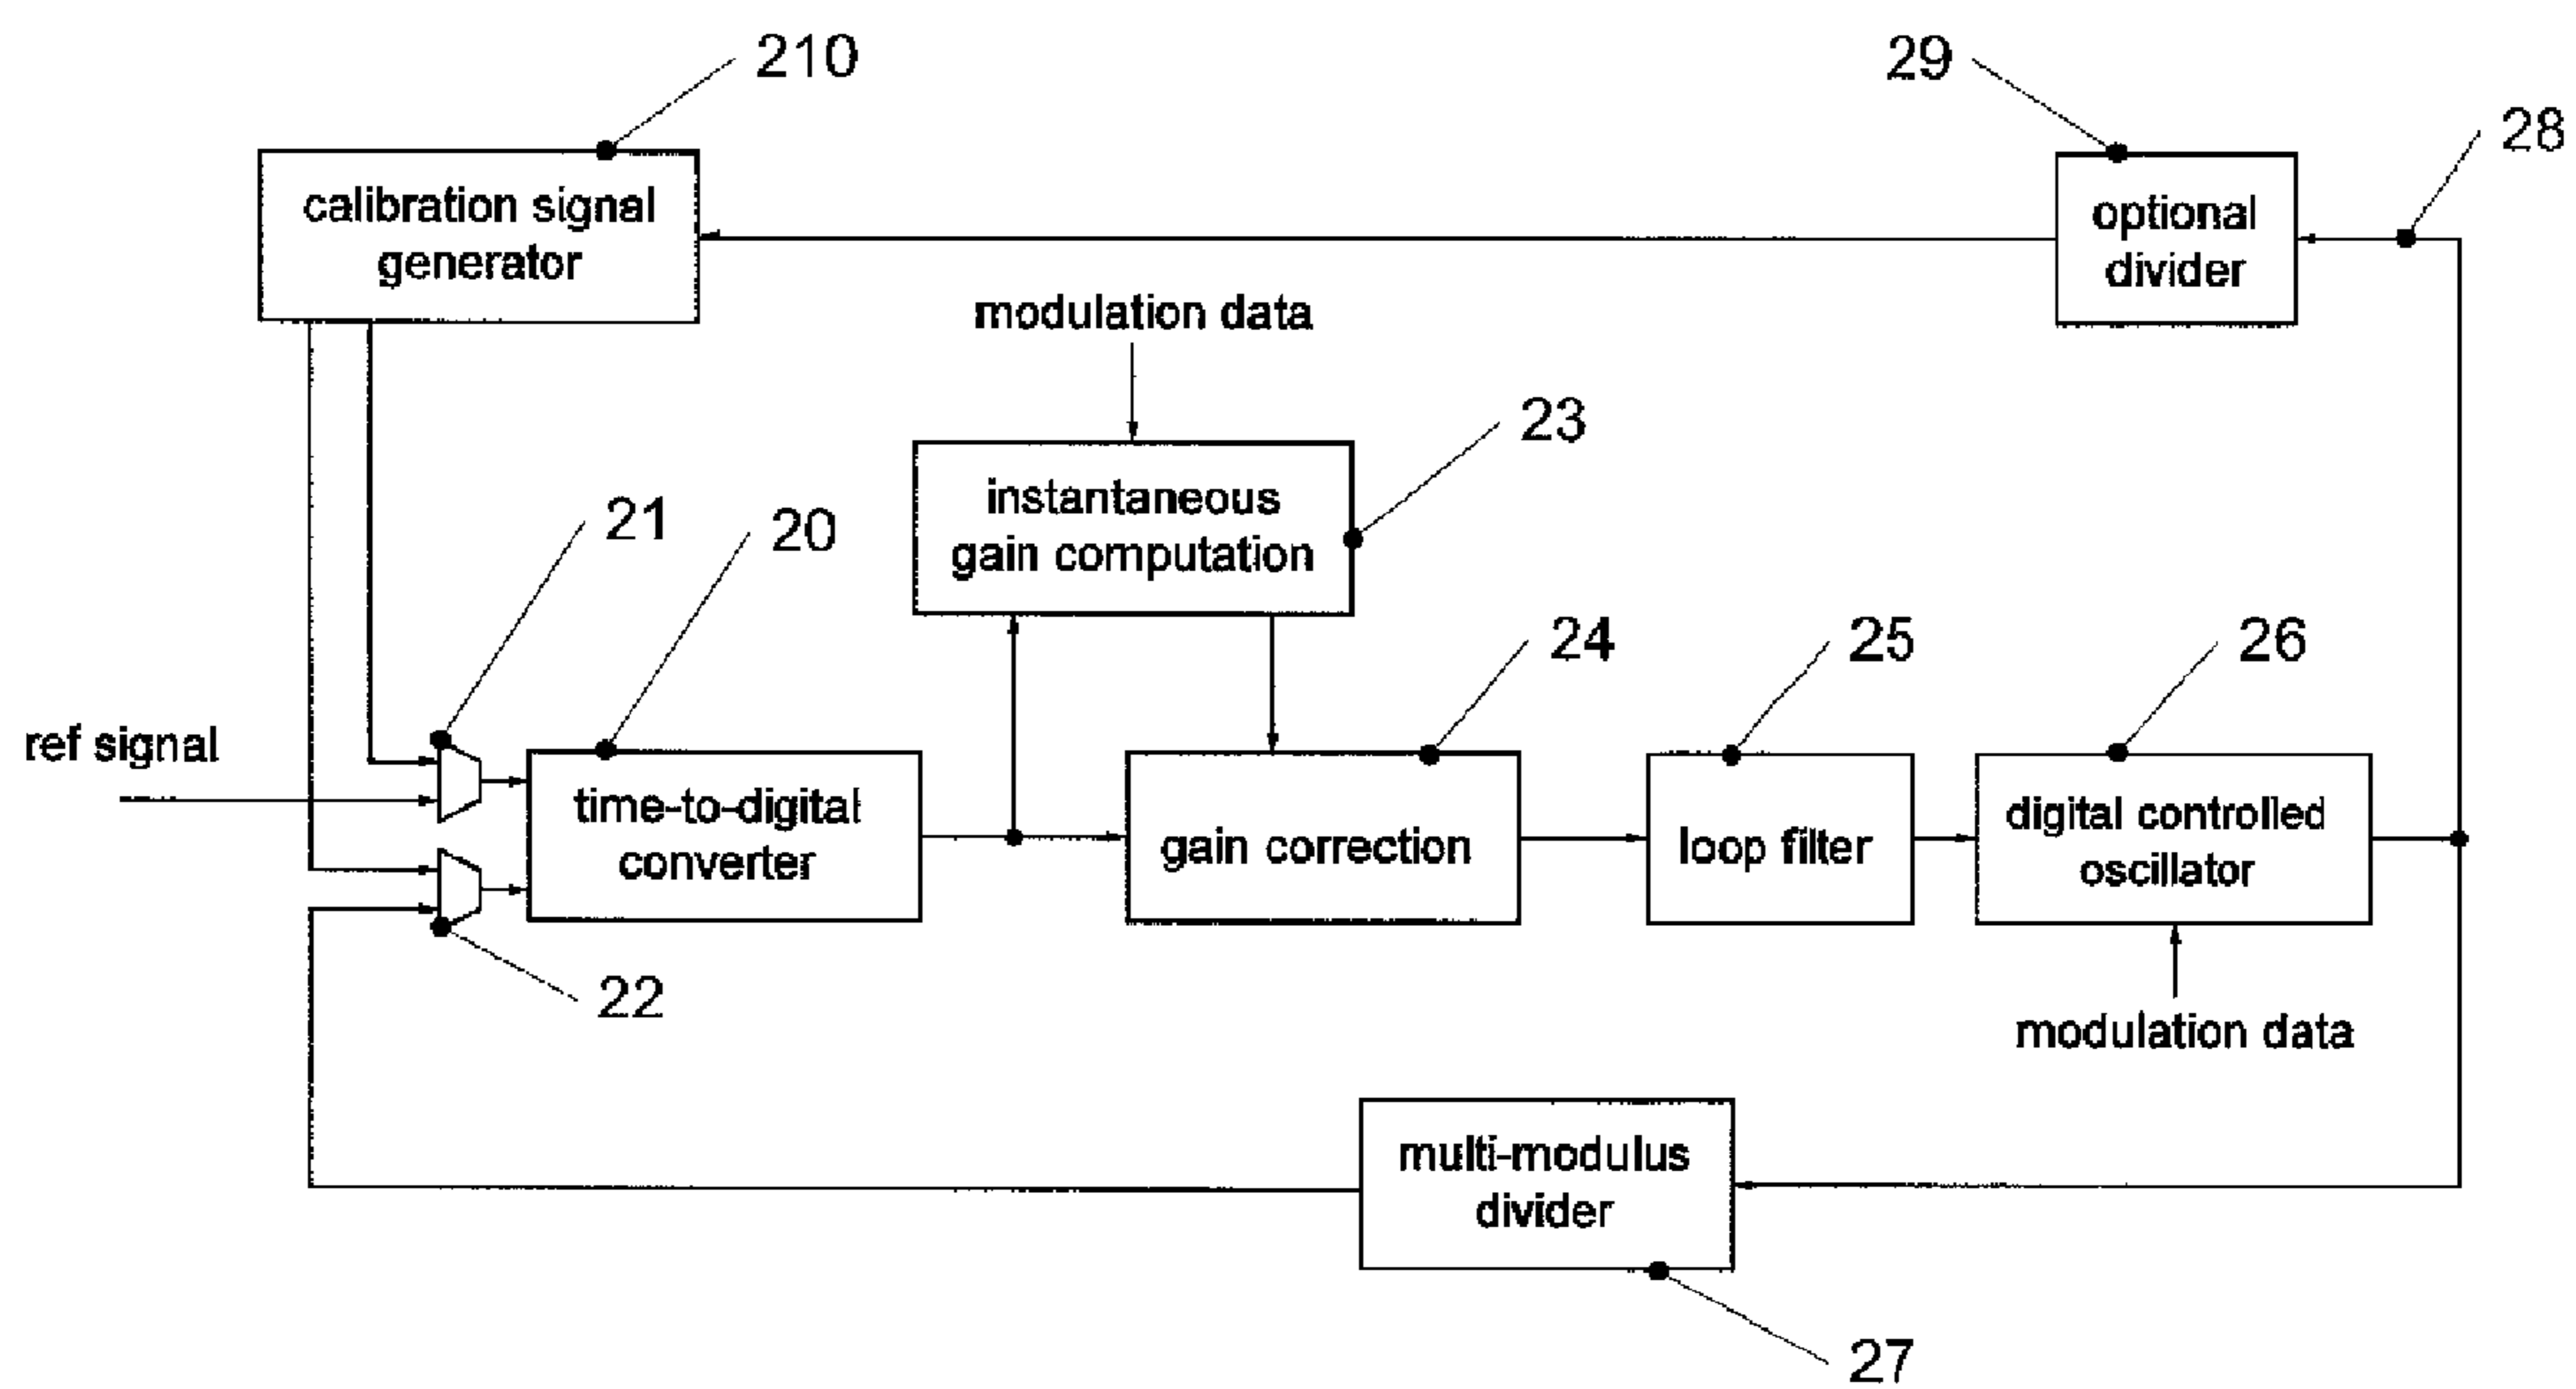 210
29
28
calibration signal
generator
optional
divider
modulation data
23
instantaneous
gain computation
21
20
24
25
26
ref signal
time-to-digital
converter
gain correction
loop filter
digital controlled
oscillator
22
modulation data
multi-modulus
divider
27